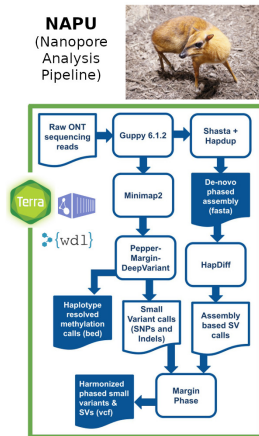 NAPU
(Nanopore
Analysis
Pipeline)
Raw ONT
sequencing
reads
Guppy 6.1.2
Shasta +
Hapdup
Minimap2
De-novo
phased
assembly
(fasta)
Terra
{wdl}
Pepper-
Margin-
DeepVariant
HapDiff
Haplotype
resolved
methylation
calls (bed)
Small
Variant calls
(SNPs and
Indels)
Assembly
based SV
calls
Harmonized
phased small
variants &
SVs (vcf)
Margin
Phase